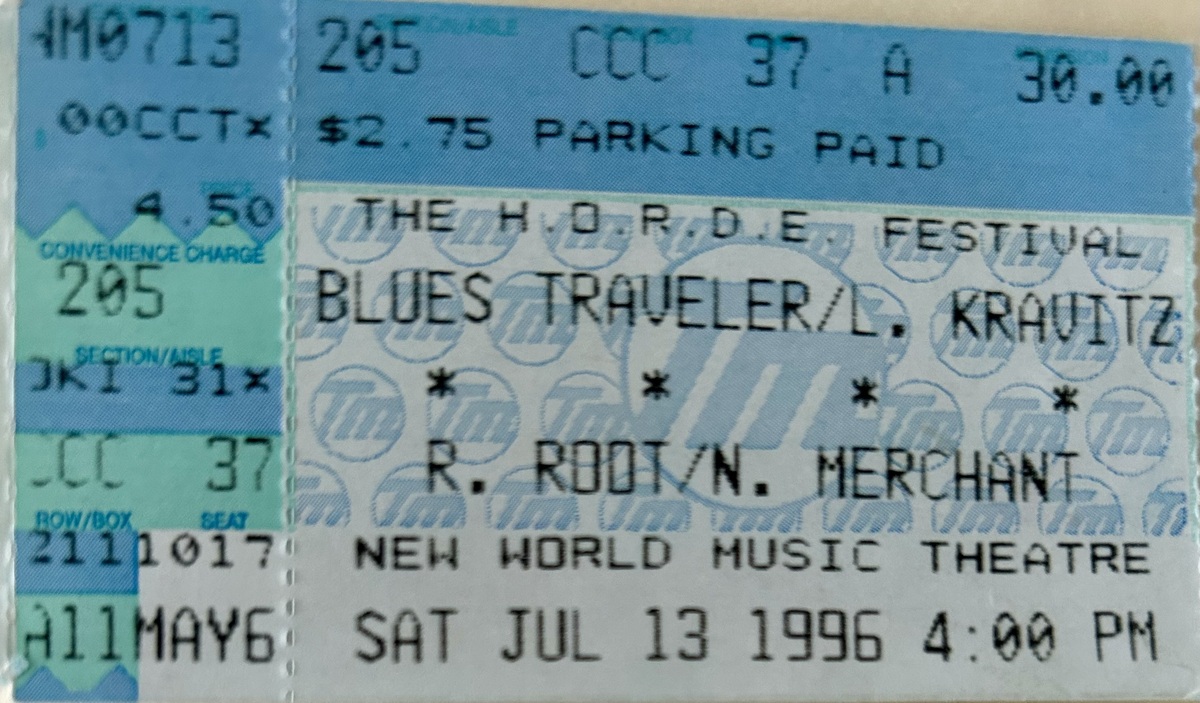 HM0713
00CCT*
4.50
CONVENIENCE CHARGE
205
SECTION/AISLE
OKI 31*
CCC 37
ROW/BOX SEAT
2111017
A11MAY6
205 CCC 37 A 30.00
$2.75 PARKING PAID
THE H.O.R.D.E. FESTIVAL
BLUES TRAVELER/L. KRAVITZ
* * * *
R. ROOT/N. MERCHANT
NEW WORLD MUSIC THEATRE
SAT JUL 13 1996 4:00 PM